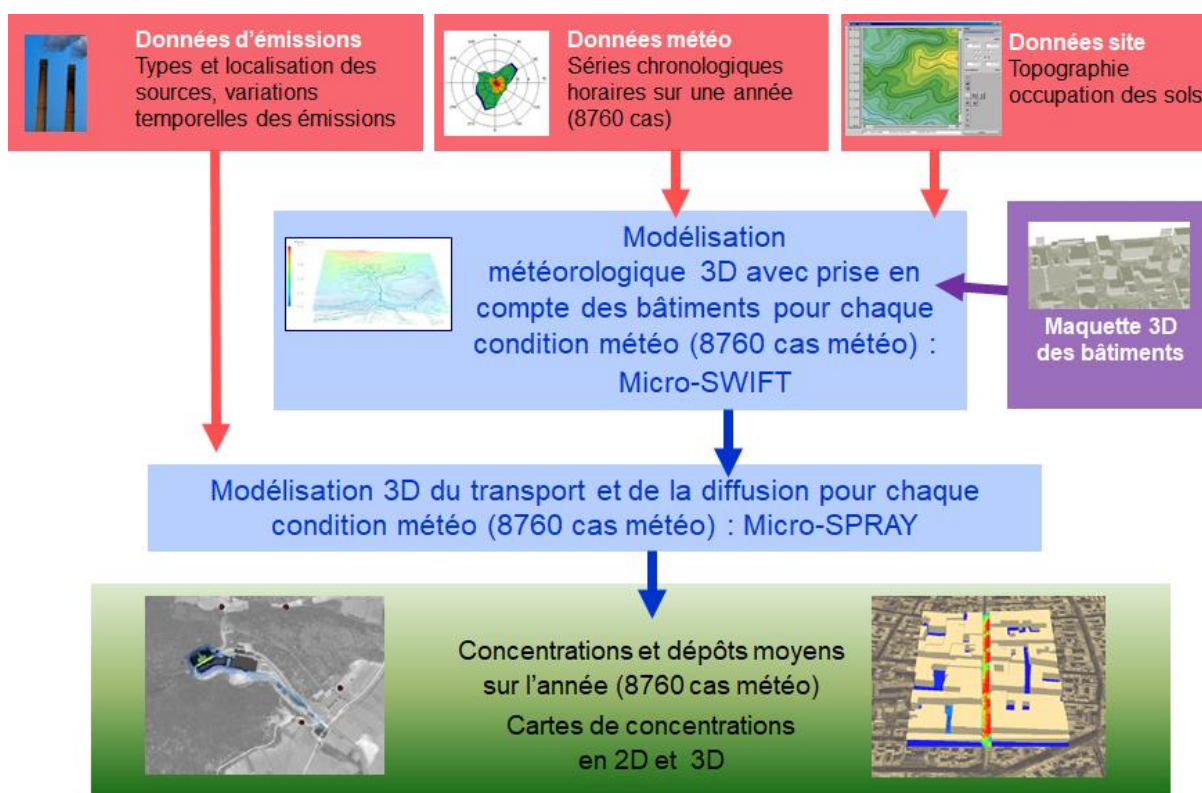 Données d'émissions
Types et localisation des
sources, variations
temporelles des émissions
Données météo
Séries chronologiques
horaires sur une année
(8760 cas)
Données site
Topographie
occupation des sols
Modélisation
météorologique 3D avec prise en
compte des bâtiments pour chaque
condition météo (8760 cas météo) :
Micro-SWIFT
Maquette 3D
des bâtiments
Modélisation 3D du transport et de la diffusion pour chaque
condition météo (8760 cas météo) : Micro-SPRAY
Concentrations et dépôts moyens
sur l'année (8760 cas météo)
Cartes de concentrations
en 2D et 3D